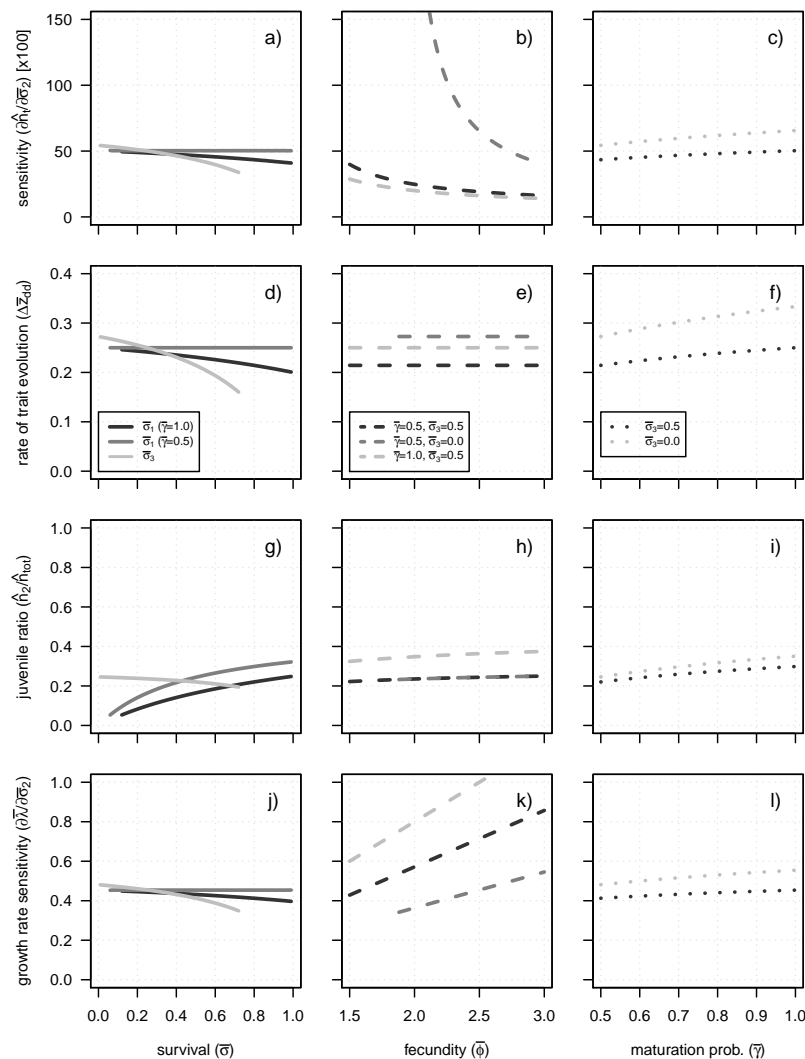 sensitivity (∂n̂ₜ/∂σ̅₂) [x100]
150
100
50
0
a)
b)
c)
rate of trait evolution (Δz̅_dd)
0.4
0.3
0.2
0.1
0.0
d)
σ̅₁ (γ̅=1.0)
σ̅₁ (γ̅=0.5)
σ̅₃
e)
γ̅=0.5, σ̅₃=0.5
γ̅=0.5, σ̅₃=0.0
γ̅=1.0, σ̅₃=0.5
f)
σ̅₃=0.5
σ̅₃=0.0
juvenile ratio (n̂₂/n̂_tot)
1.0
0.8
0.6
0.4
0.2
0.0
g)
h)
i)
growth rate sensitivity (∂λ̅/∂σ̅₂)
1.0
0.8
0.6
0.4
0.2
0.0
j)
k)
l)
0.0 0.2 0.4 0.6 0.8 1.0
1.5 2.0 2.5 3.0
0.5 0.6 0.7 0.8 0.9 1.0
survival (σ̅)
fecundity (φ̅)
maturation prob. (γ̅)